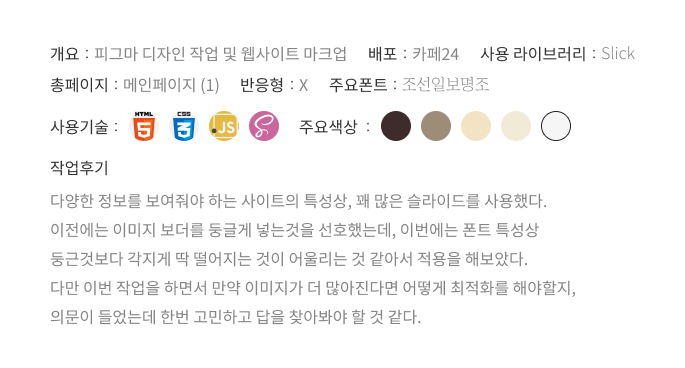 개요 : 피그마 디자인 작업 및 웹사이트 마크업 배포 : 카페24 사용 라이브러리 : Slick
총페이지 : 메인페이지 (1) 반응형 : X 주요폰트 : 조선일보명조
사용기술 : HTML 5 CSS 3 JS 주요색상 :
작업후기
다양한 정보를 보여줘야 하는 사이트의 특성상, 꽤 많은 슬라이드를 사용했다.
이전에는 이미지 보더를 둥글게 넣는것을 선호했는데, 이번에는 폰트 특성상
둥근것보다 각지게 딱 떨어지는 것이 어울리는 것 같아서 적용을 해보았다.
다만 이번 작업을 하면서 만약 이미지가 더 많아진다면 어떻게 최적화를 해야할지,
의문이 들었는데 한번 고민하고 답을 찾아봐야 할 것 같다.